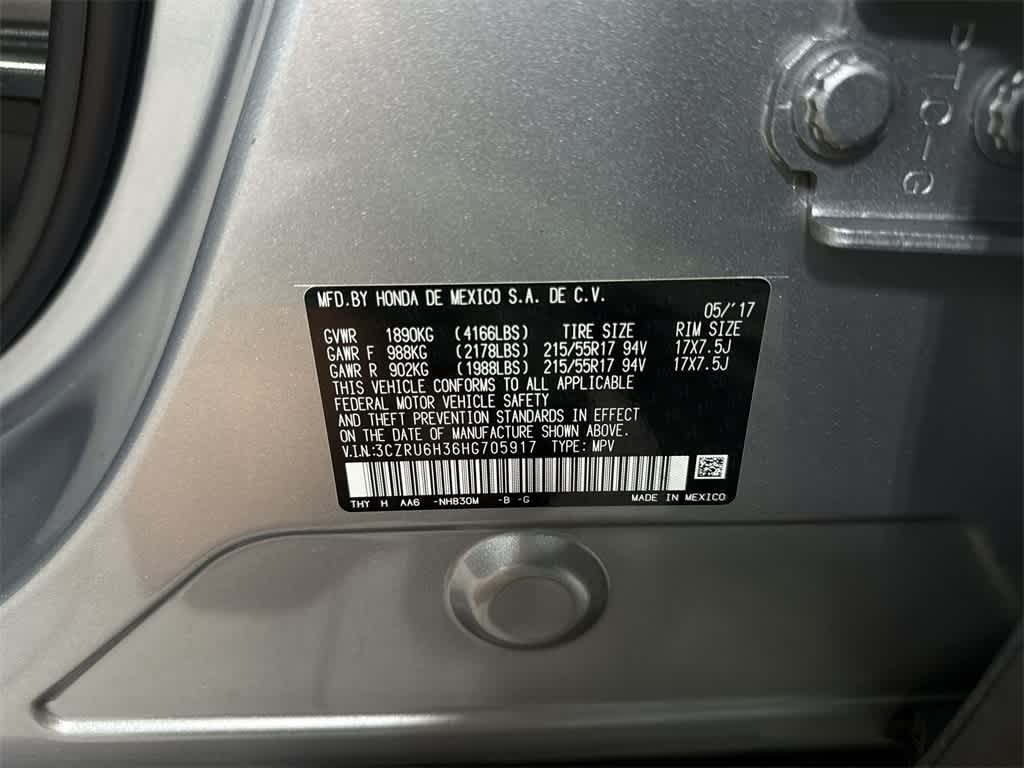 MFD.BY HONDA DE MEXICO S.A. DE C.V.
05/'17
GVWR 1890KG (4166LBS) TIRE SIZE RIM SIZE
GAWR F 988KG (2178LBS) 215/55R17 94V 17X7.5J
GAWR R 902KG (1988LBS) 215/55R17 94V 17X7.5J
THIS VEHICLE CONFORMS TO ALL APPLICABLE
FEDERAL MOTOR VEHICLE SAFETY
AND THEFT PREVENTION STANDARDS IN EFFECT
ON THE DATE OF MANUFACTURE SHOWN ABOVE.
V.I.N.:3CZRU6H36HG705917 TYPE: MPV
THY H AA6 -NH830M -B -G MADE IN MEXICO